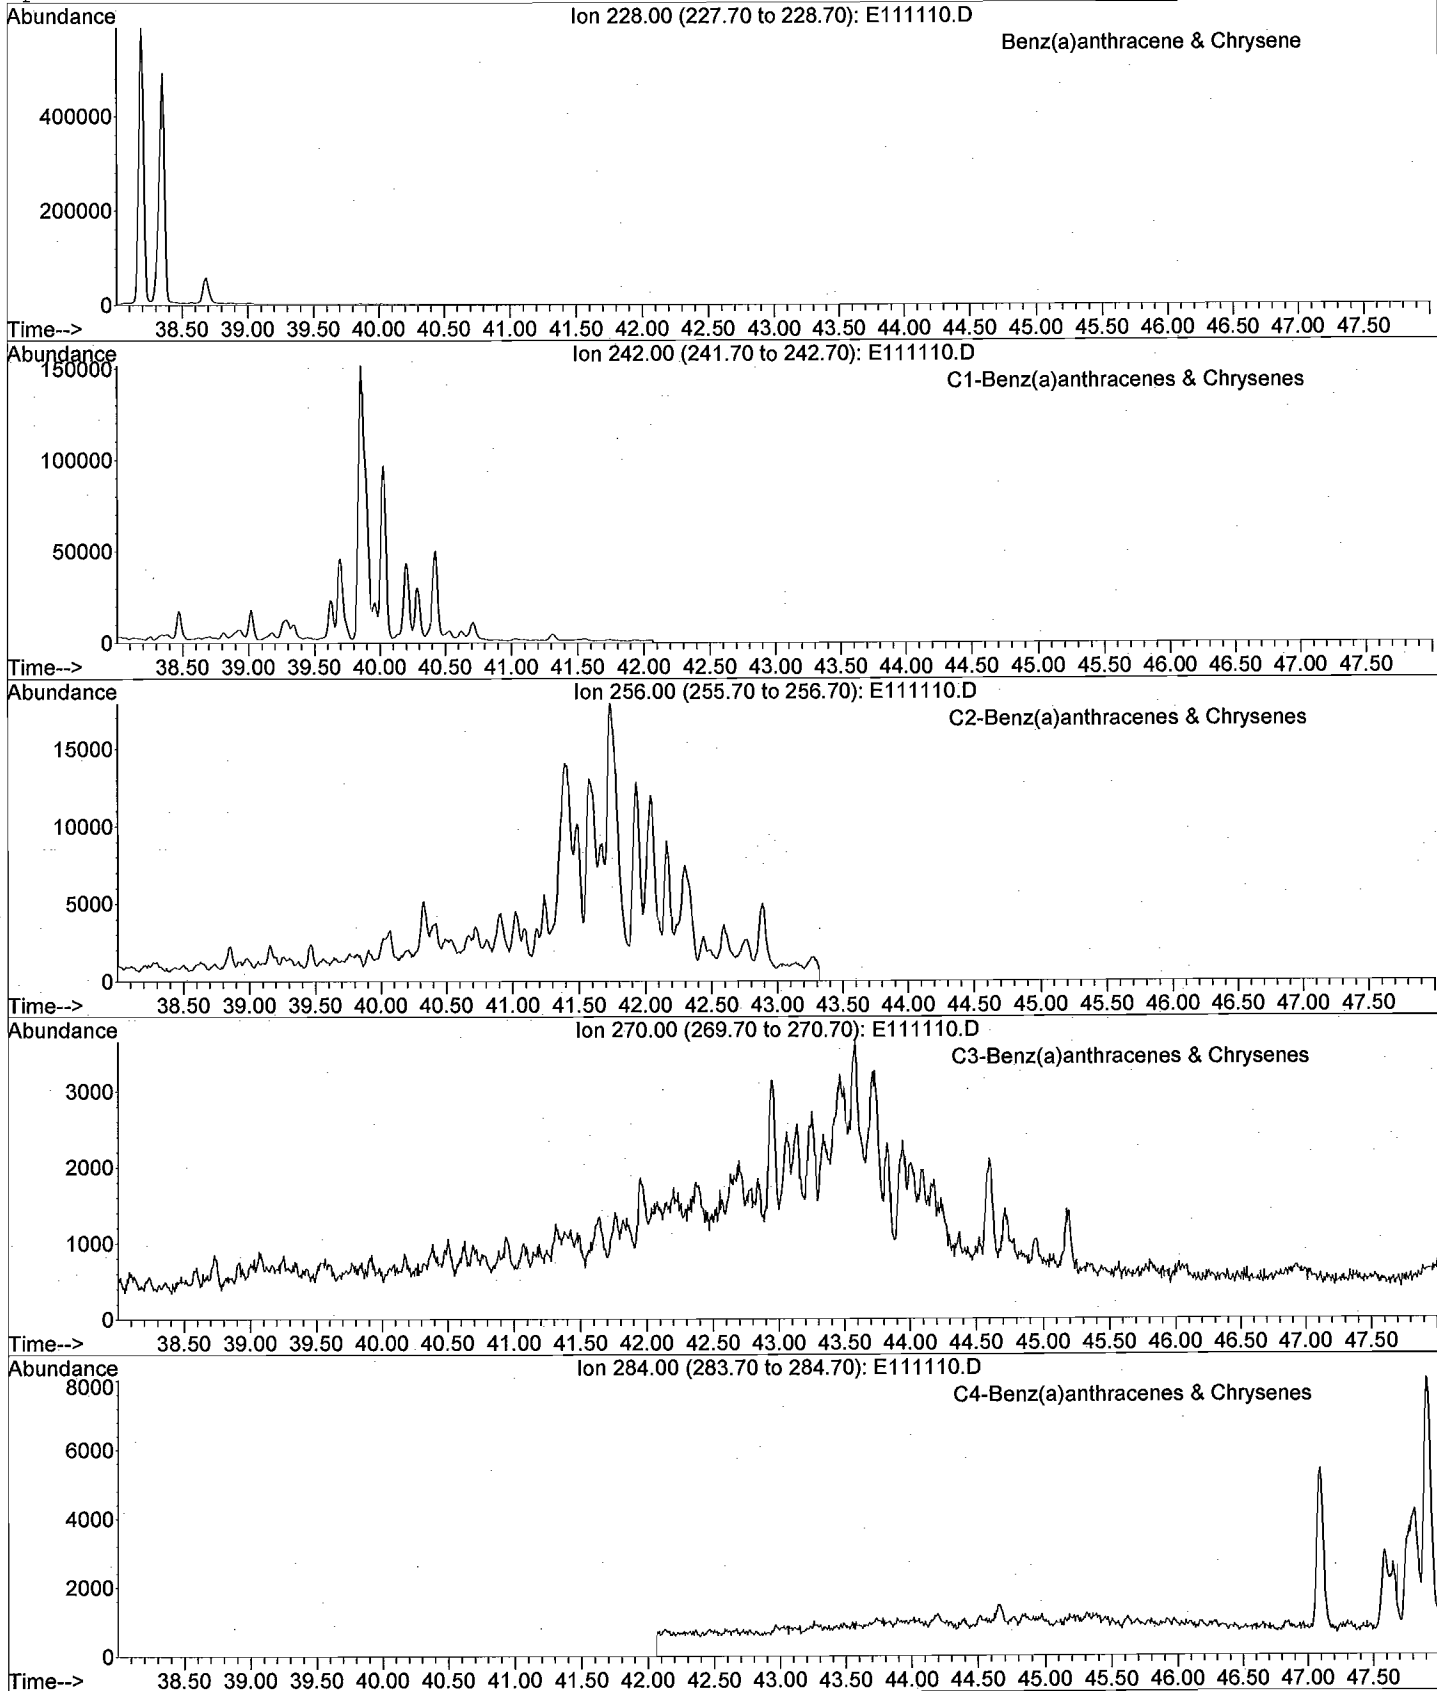 Abundance
Ion 228.00 (227.70 to 228.70): E111110.D
Benz(a)anthracene & Chrysene
400000
200000
0
Time--> 38.50 39.00 39.50 40.00 40.50 41.00 41.50 42.00 42.50 43.00 43.50 44.00 44.50 45.00 45.50 46.00 46.50 47.00 47.50
Abundance
Ion 242.00 (241.70 to 242.70): E111110.D
150000
C1-Benz(a)anthracenes & Chrysenes
100000
50000
0
Time--> 38.50 39.00 39.50 40.00 40.50 41.00 41.50 42.00 42.50 43.00 43.50 44.00 44.50 45.00 45.50 46.00 46.50 47.00 47.50
Abundance
Ion 256.00 (255.70 to 256.70): E111110.D
C2-Benz(a)anthracenes & Chrysenes
15000
10000
5000
0
Time--> 38.50 39.00 39.50 40.00 40.50 41.00 41.50 42.00 42.50 43.00 43.50 44.00 44.50 45.00 45.50 46.00 46.50 47.00 47.50
Abundance
Ion 270.00 (269.70 to 270.70): E111110.D
C3-Benz(a)anthracenes & Chrysenes
3000
2000
1000
0
Time--> 38.50 39.00 39.50 40.00 40.50 41.00 41.50 42.00 42.50 43.00 43.50 44.00 44.50 45.00 45.50 46.00 46.50 47.00 47.50
Abundance
Ion 284.00 (283.70 to 284.70): E111110.D
8000
C4-Benz(a)anthracenes & Chrysenes
6000
4000
2000
0
Time--> 38.50 39.00 39.50 40.00 40.50 41.00 41.50 42.00 42.50 43.00 43.50 44.00 44.50 45.00 45.50 46.00 46.50 47.00 47.50